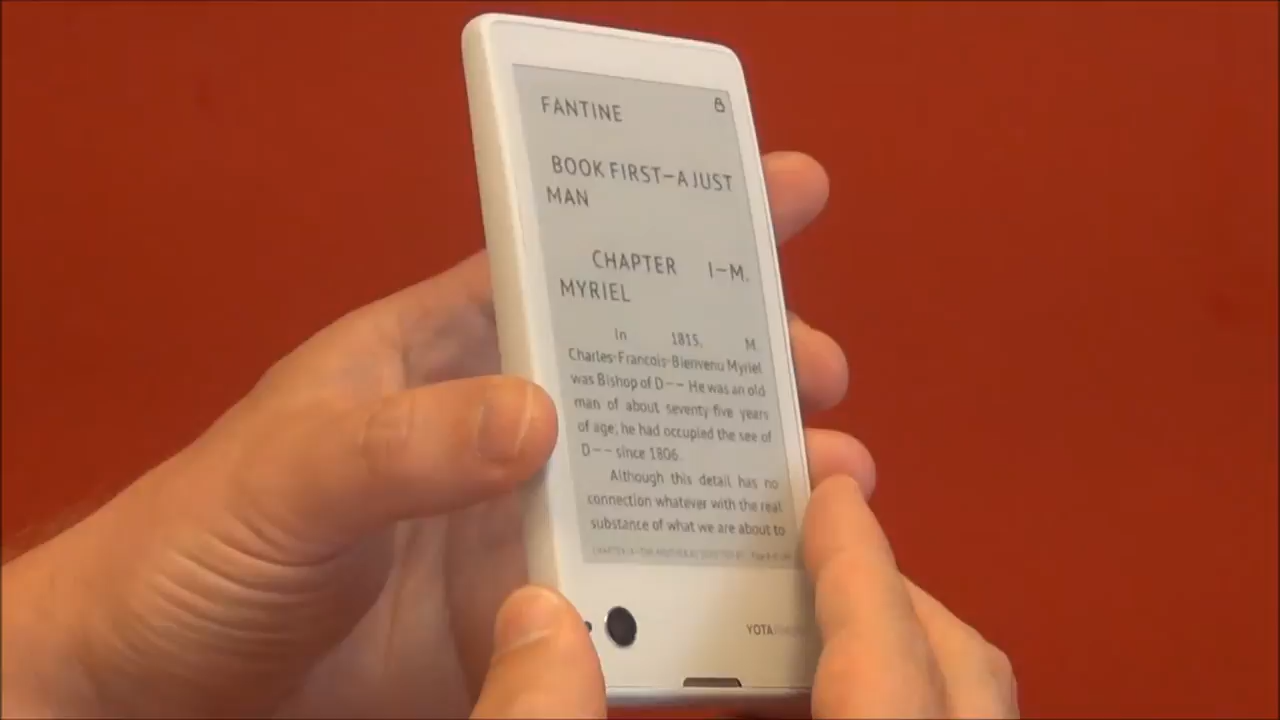 FANTINE
BOOK FIRST—A JUST
MAN
CHAPTER I—M.
MYRIEL
In 1815, M.
Charles-Francois-Bienvenu Myriel
was Bishop of D—— He was an old
man of about seventy-five years
of age; he had occupied the see of
D—— since 1806.
Although this detail has no
connection whatever with the real
substance of what we are about to
YOTA